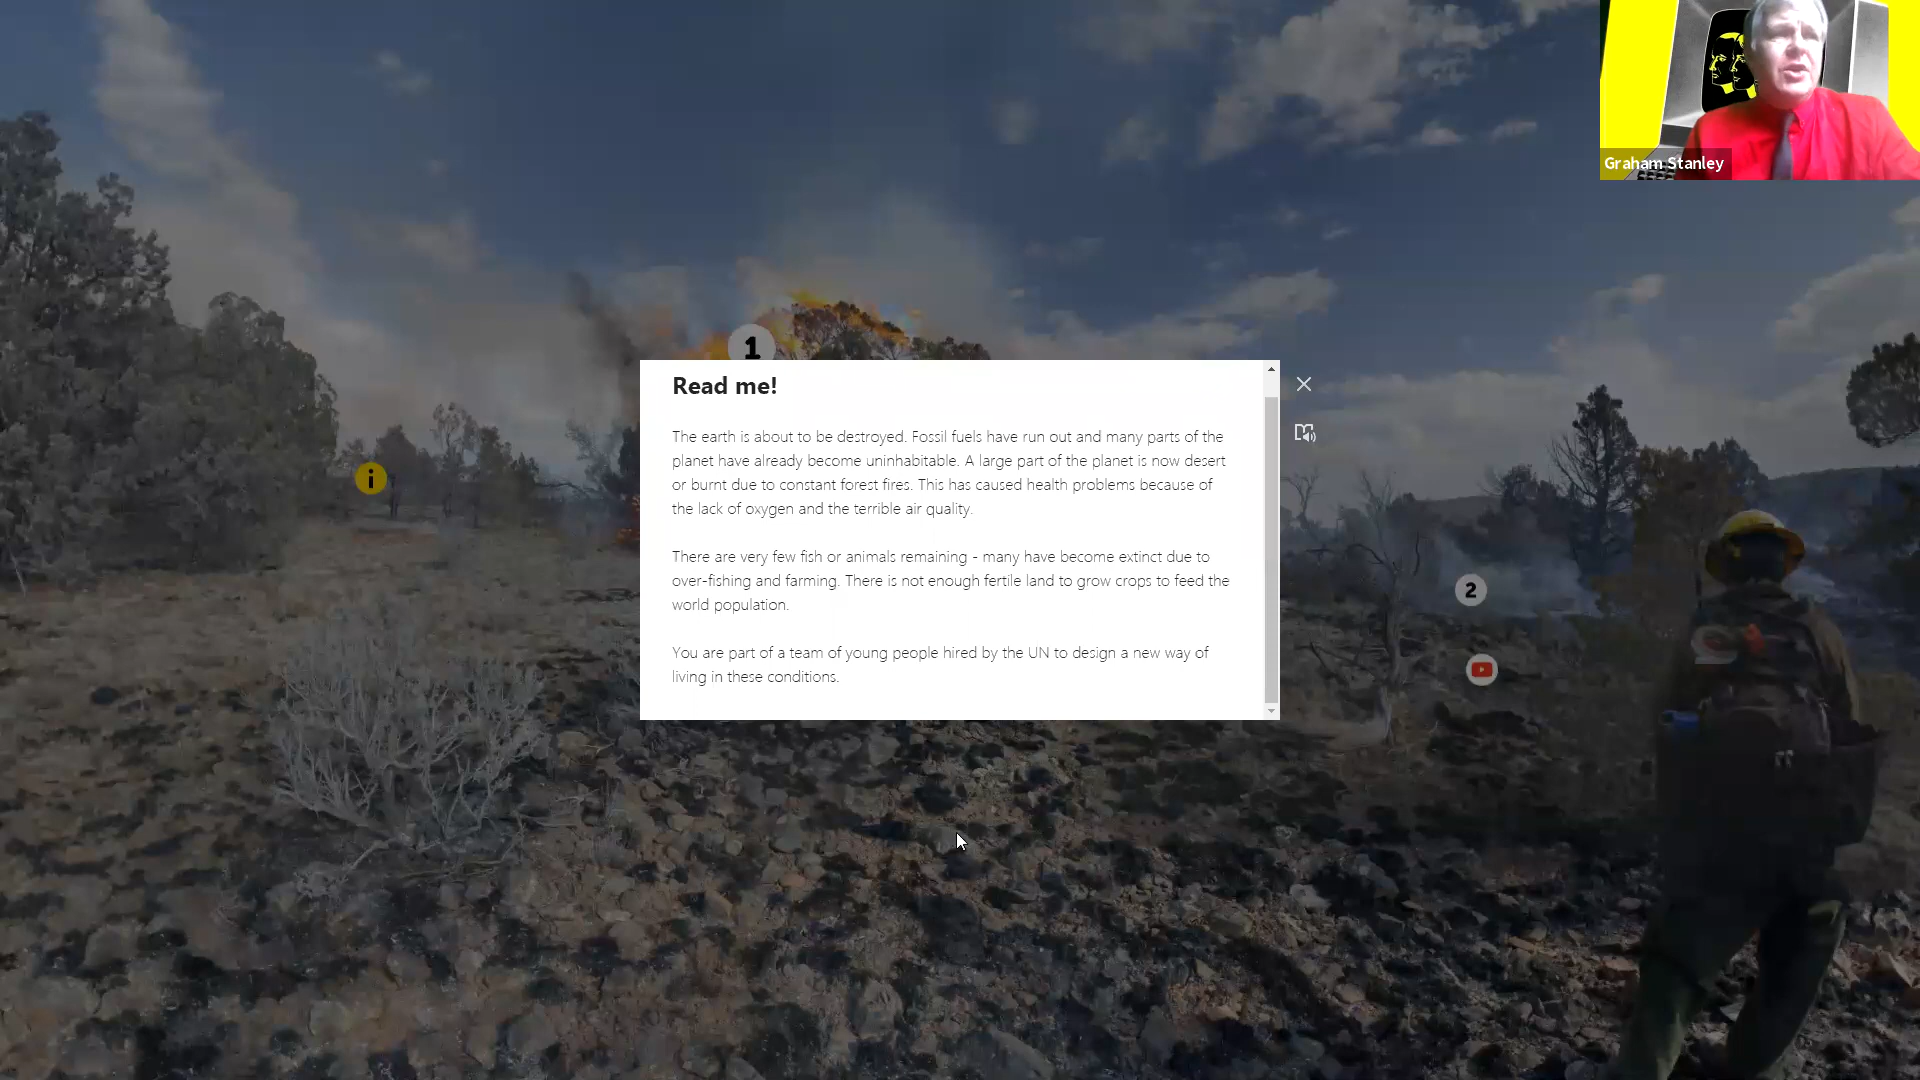 Graham Stanley
1
Read me!
The earth is about to be destroyed. Fossil fuels have run out and many parts of the
planet have already become uninhabitable. A large part of the planet is now desert
or burnt due to constant forest fires. This has caused health problems because of
the lack of oxygen and the terrible air quality.
There are very few fish or animals remaining - many have become extinct due to
over-fishing and farming. There is not enough fertile land to grow crops to feed the
world population.
You are part of a team of young people hired by the UN to design a new way of
living in these conditions.
i
2